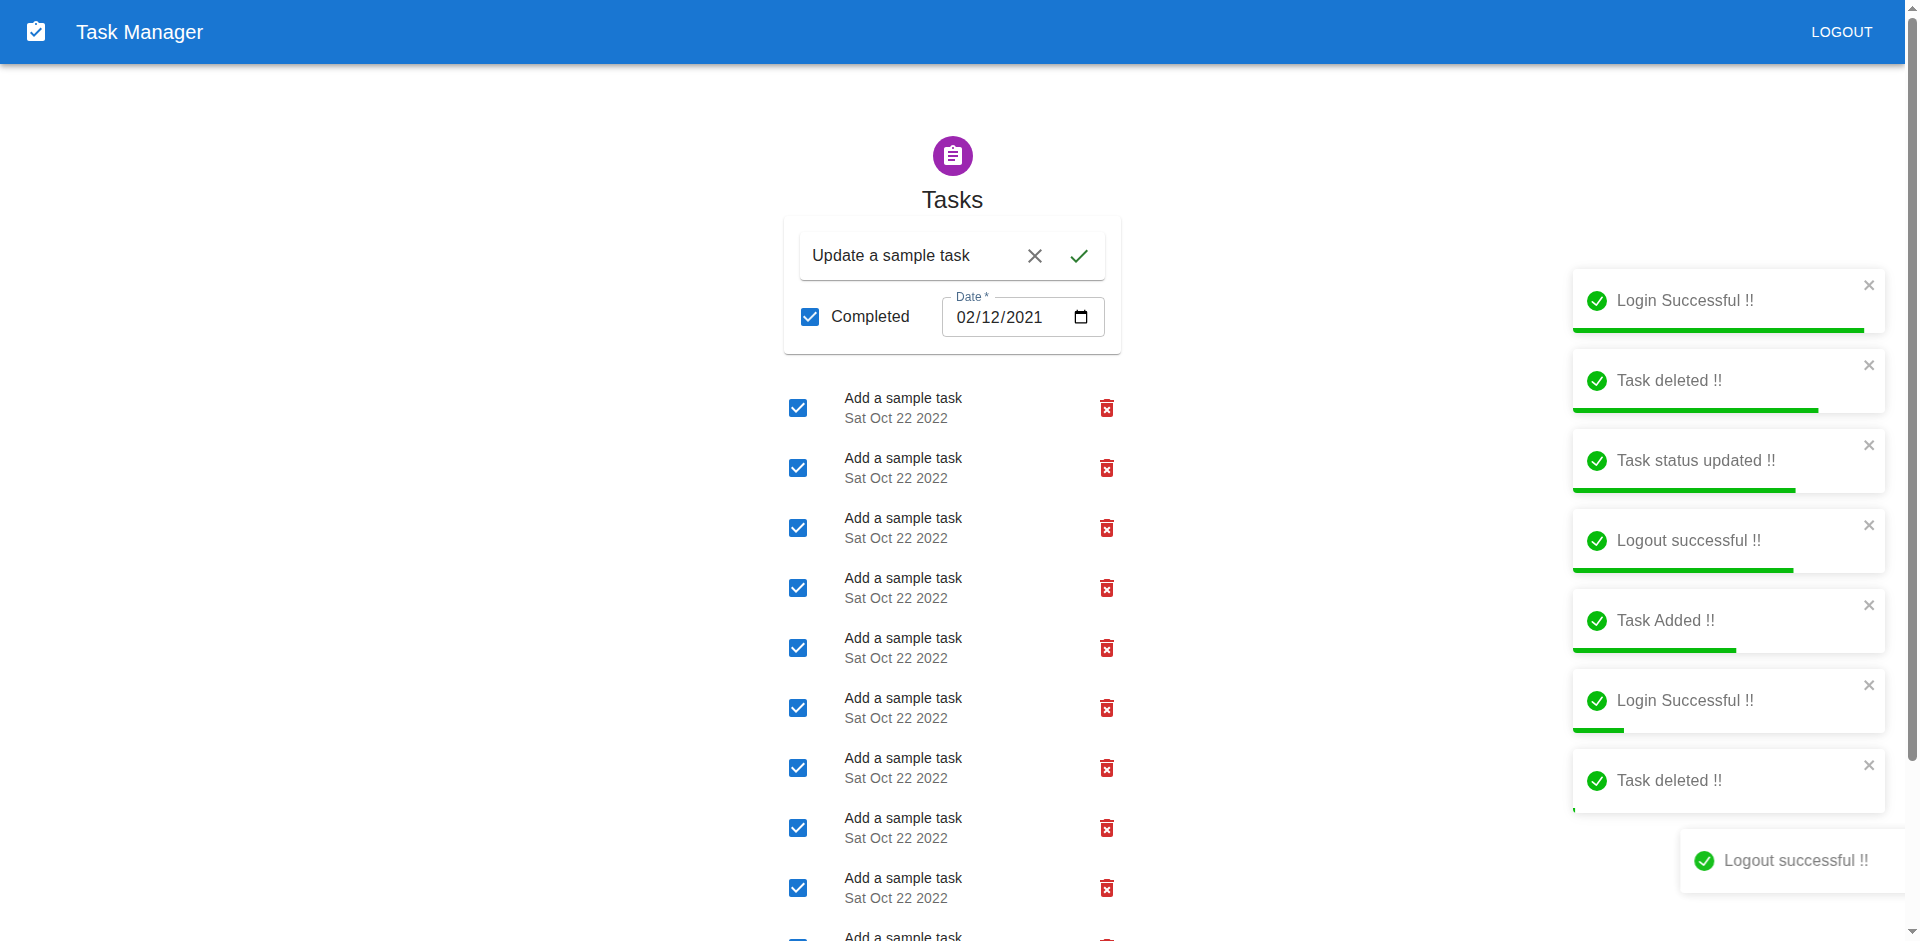 Task Manager
LOGOUT
Tasks
Update a sample task
Date *
Completed
02/12/2021
Add a sample task
Sat Oct 22 2022
Add a sample task
Sat Oct 22 2022
Add a sample task
Sat Oct 22 2022
Add a sample task
Sat Oct 22 2022
Add a sample task
Sat Oct 22 2022
Add a sample task
Sat Oct 22 2022
Add a sample task
Sat Oct 22 2022
Add a sample task
Sat Oct 22 2022
Add a sample task
Sat Oct 22 2022
Add a sample task
Login Successful !!
Task deleted !!
Task status updated !!
Logout successful !!
Task Added !!
Login Successful !!
Task deleted !!
Logout successful !!